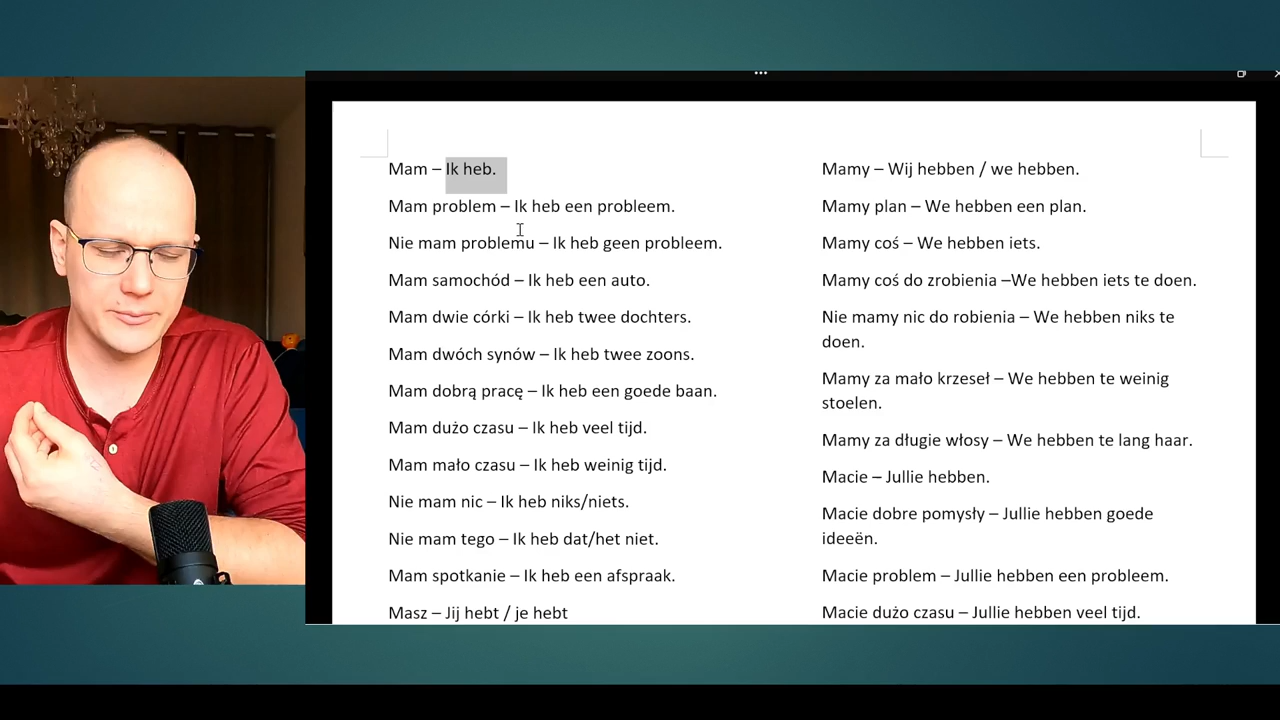 Mam – Ik heb.
Mam problem – Ik heb een probleem.
Nie mam problemu – Ik heb geen probleem.
Mam samochód – Ik heb een auto.
Mam dwie córki – Ik heb twee dochters.
Mam dwóch synów – Ik heb twee zoons.
Mam dobrą pracę – Ik heb een goede baan.
Mam dużo czasu – Ik heb veel tijd.
Mam mało czasu – Ik heb weinig tijd.
Nie mam nic – Ik heb niks/niets.
Nie mam tego – Ik heb dat/het niet.
Mam spotkanie – Ik heb een afspraak.
Masz – Jij hebt / je hebt
Mamy – Wij hebben / we hebben.
Mamy plan – We hebben een plan.
Mamy coś – We hebben iets.
Mamy coś do zrobienia –We hebben iets te doen.
Nie mamy nic do robienia – We hebben niks te
doen.
Mamy za mało krzeseł – We hebben te weinig
stoelen.
Mamy za długie włosy – We hebben te lang haar.
Macie – Jullie hebben.
Macie dobre pomysły – Jullie hebben goede
ideeën.
Macie problem – Jullie hebben een probleem.
Macie dużo czasu – Jullie hebben veel tijd.